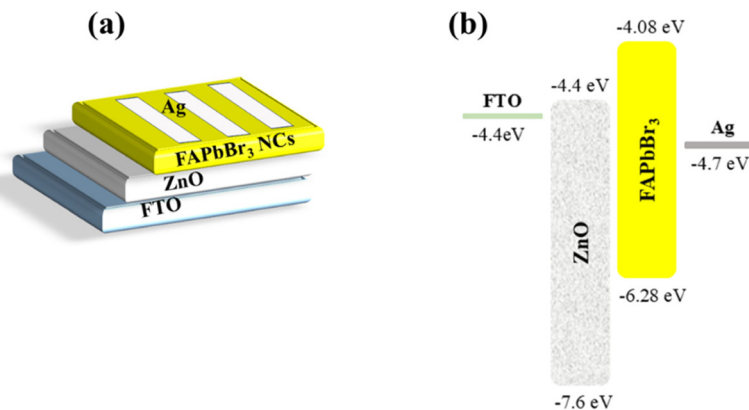 (a)
Ag
FAPbBr₃ NCs
ZnO
FTO
(b)
FTO
-4.4eV
-4.4 eV
ZnO
-7.6 eV
-4.08 eV
FAPbBr₃
-6.28 eV
Ag
-4.7 eV